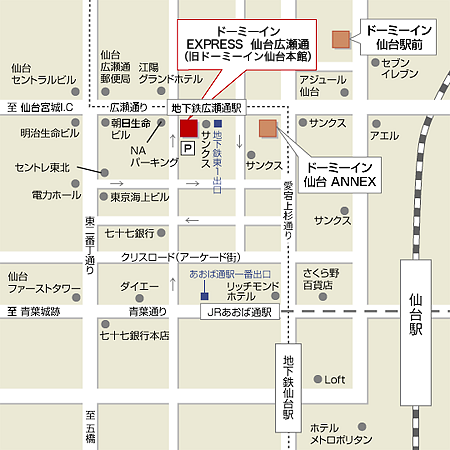 ドーミーイン
EXPRESS 仙台広瀬通
(旧ドーミーイン仙台本館)
ドーミーイン
仙台駅前
仙台
セントラルビル
仙台
広瀬通
郵便局
江陽
グランドホテル
アジュール
仙台
セブン
イレブン
至 仙台宮城I.C
広瀬通り
地下鉄広瀬通駅
明治生命ビル
朝日生命
ビル
NA
パーキング
P
サンクス
地下鉄東1出口
サンクス
サンクス
アエル
セントレ東北
電力ホール
東京海上ビル
ドーミーイン
仙台 ANNEX
愛宕上杉通り
サンクス
東二番丁通り
七十七銀行
クリスロード(アーケード街)
仙台
ファーストタワー
ダイエー
あおば通駅一番出口
リッチモンド
ホテル
さくら野
百貨店
仙台駅
至 青葉城跡
青葉通り
JRあおば通駅
七十七銀行本店
地下鉄仙台駅
Loft
至 五橋
ホテル
メトロポリタン